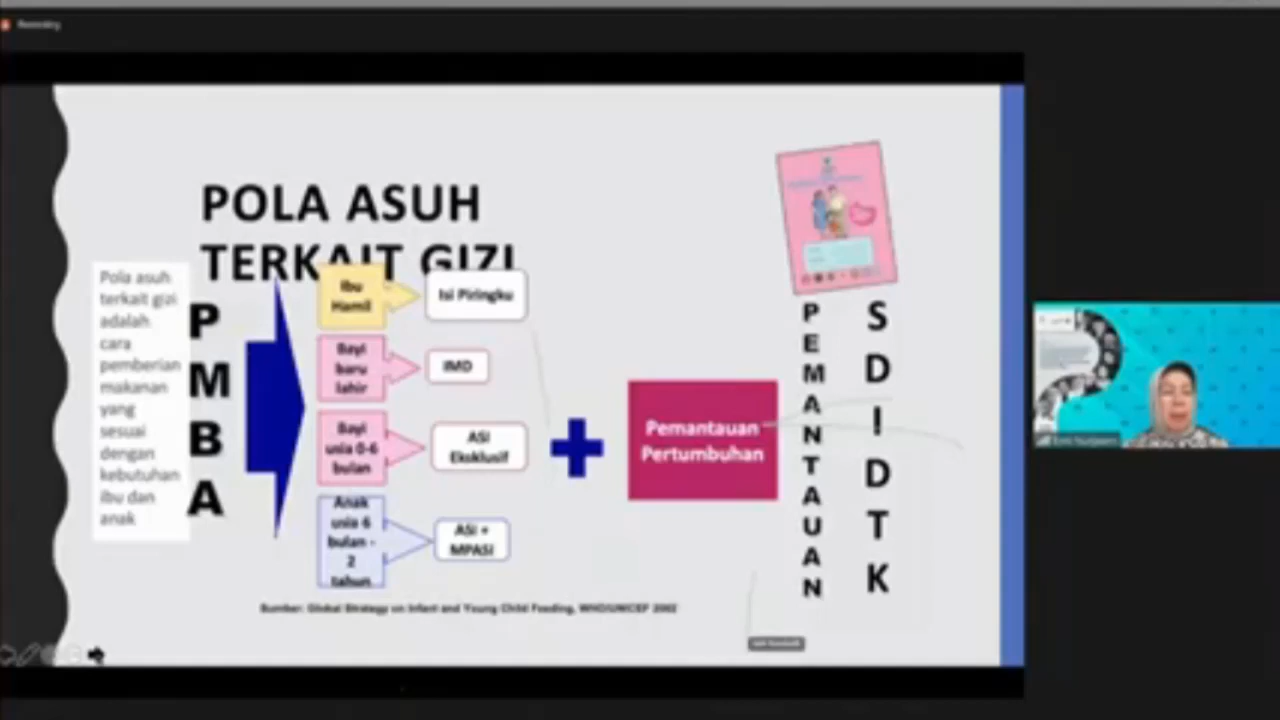 Recording
POLA ASUH
TERKAIT GIZI
Pola asuh
terkait gizi
adalah
cara
pemberian
makanan
yang
sesuai
dengan
kebutuhan
ibu dan
anak
P
M
B
A
Ibu
Hamil
Isi Piringku
Bayi
baru
lahir
IMD
Bayi
usia 0-6
bulan
ASI
Eksklusif
Anak
usia 6
bulan -
2
tahun
ASI +
MPASI
Pemantauan
Pertumbuhan
P
E
M
A
N
T
A
U
A
N
S
D
I
D
T
K
Sumber: Global Strategy on Infant and Young Child Feeding, WHO/UNICEF 2002